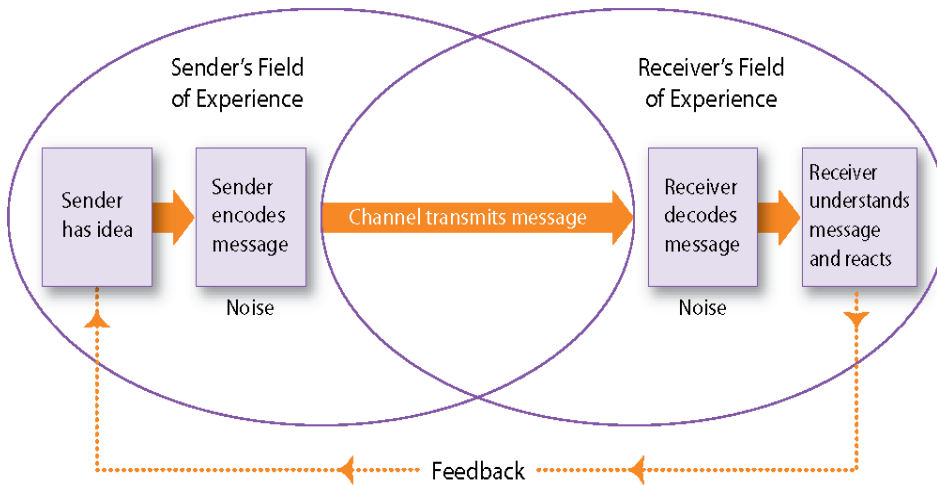 Sender's Field
of Experience
Receiver's Field
of Experience
Sender
has idea
Sender
encodes
message
Channel transmits message
Receiver
decodes
message
Receiver
understands
message
and reacts
Noise
Noise
Feedback